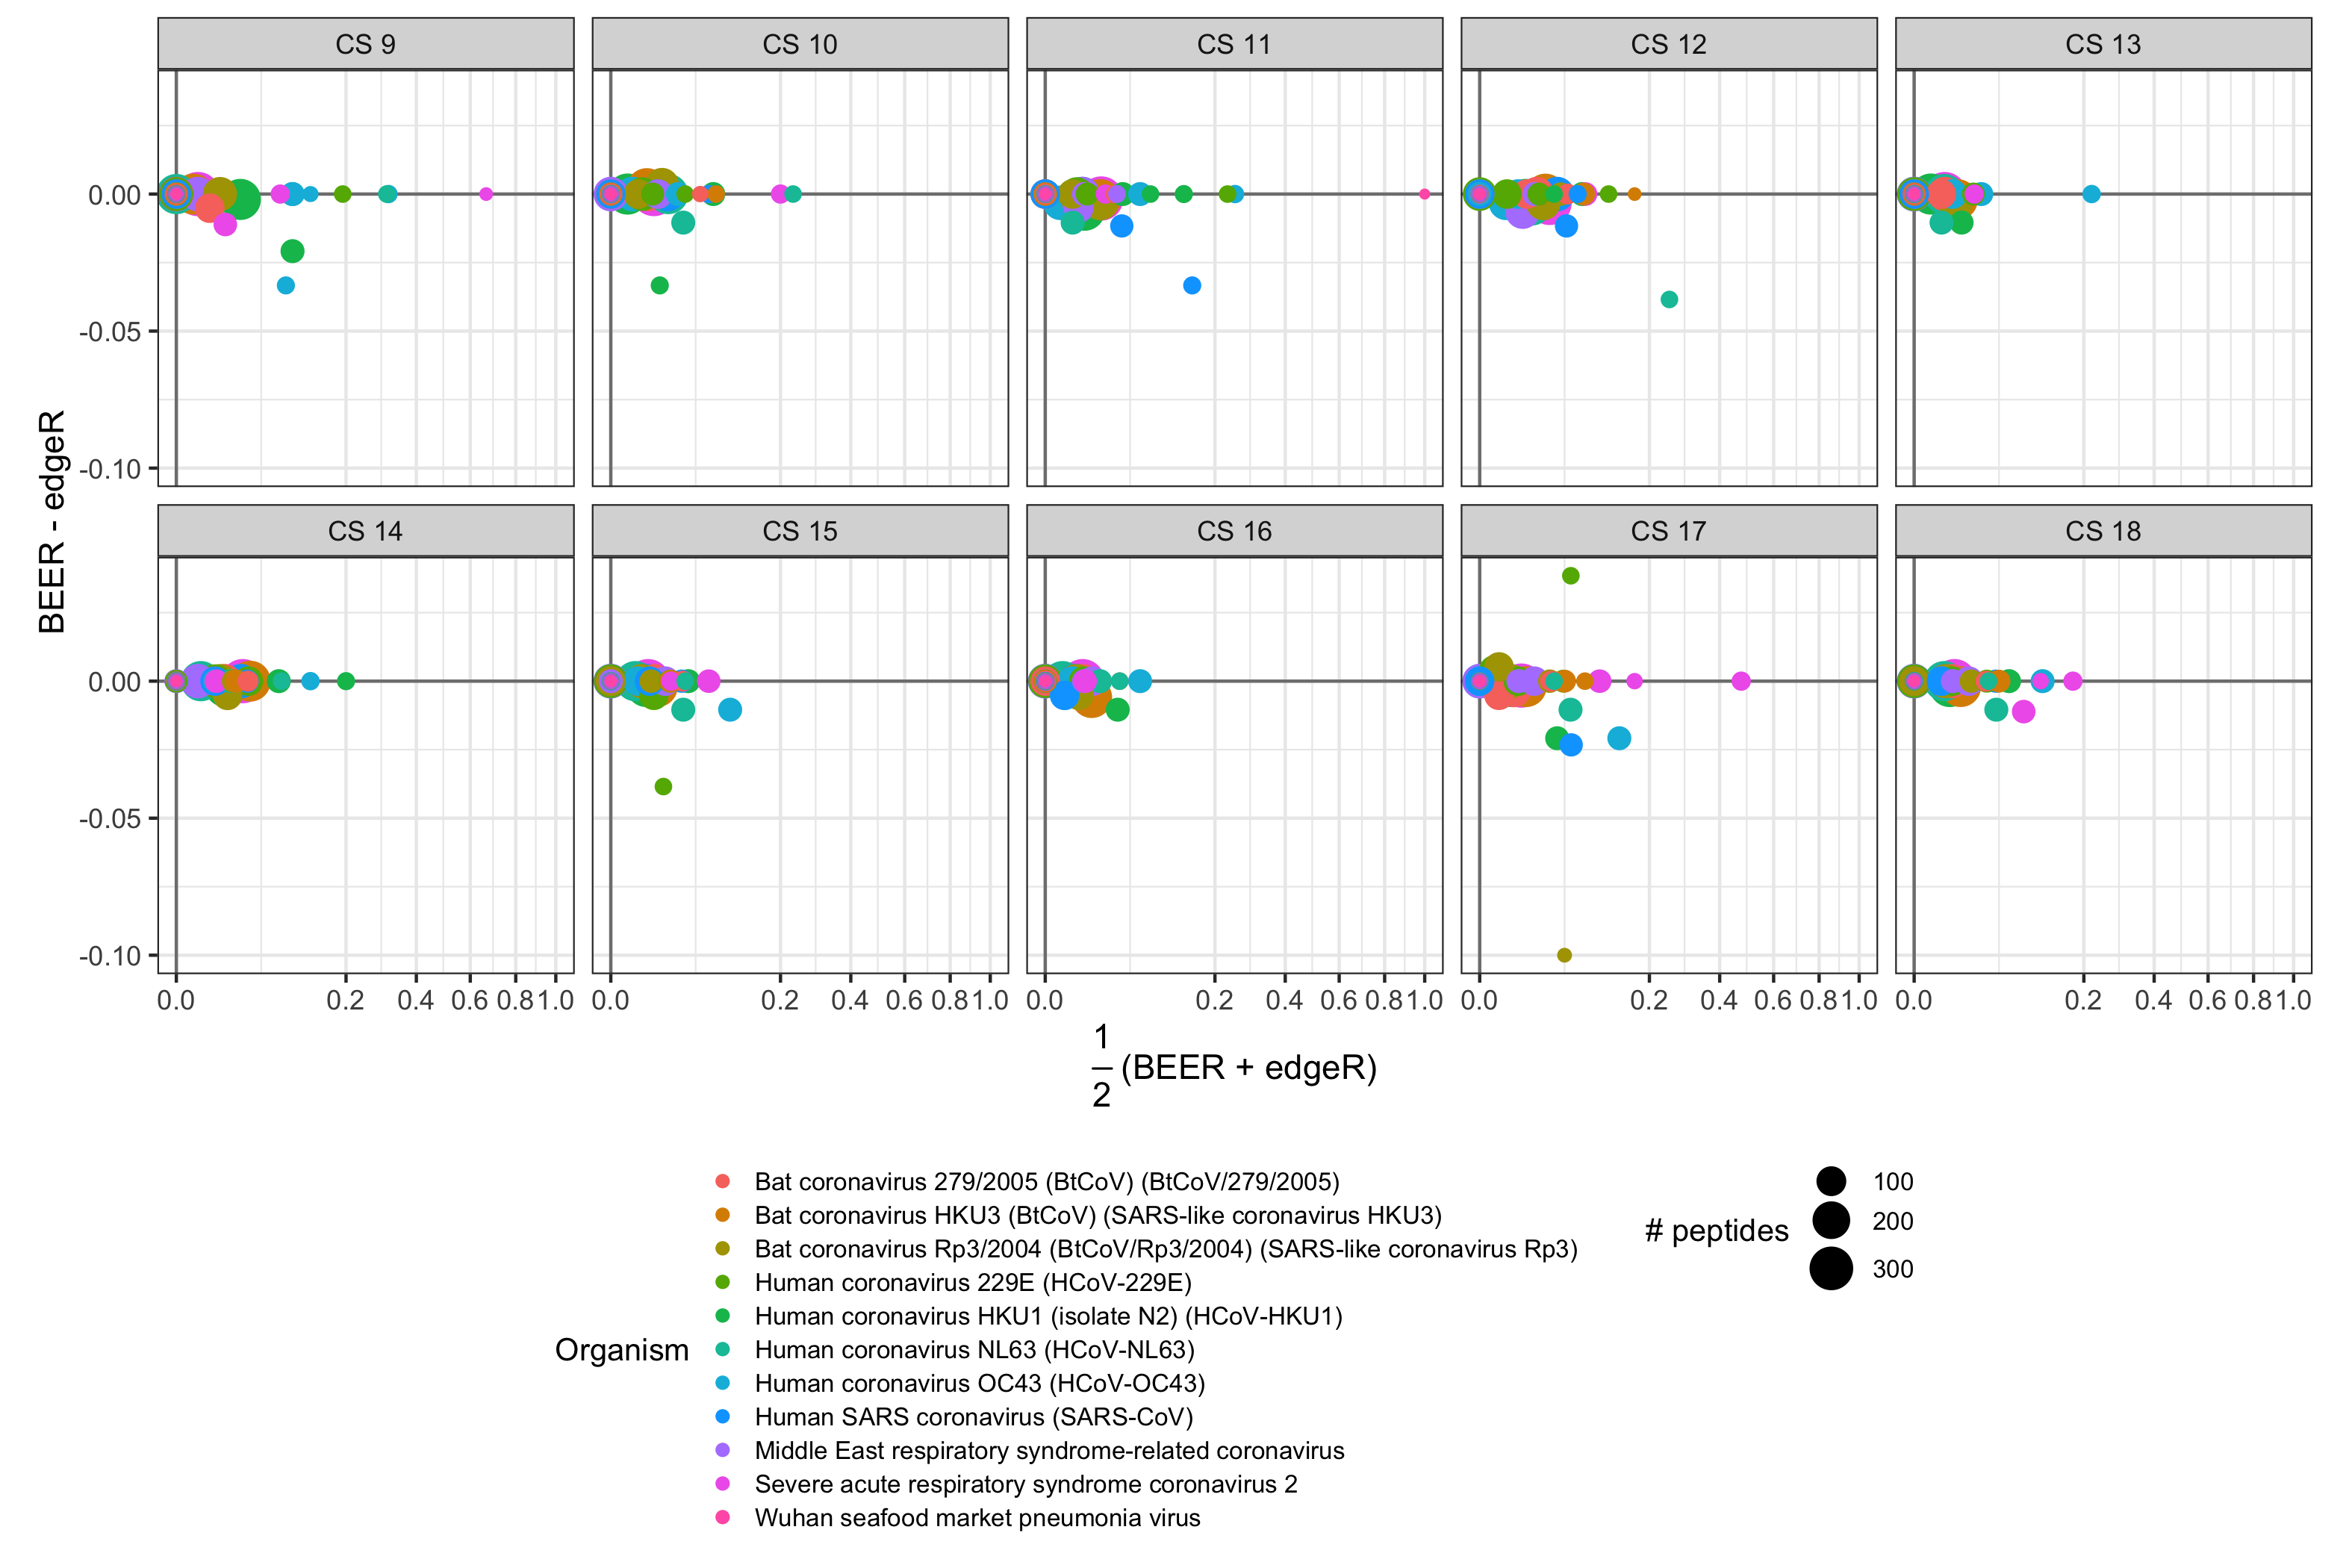 CS 9 CS 10 CS 11 CS 12 CS 13
0.00
-0.05
-0.10
BEER - edgeR
CS 14 CS 15 CS 16 CS 17 CS 18
0.00
-0.05
-0.10
0.0 0.2 0.4 0.6 0.8 1.0 0.0 0.2 0.4 0.6 0.8 1.0 0.0 0.2 0.4 0.6 0.8 1.0 0.0 0.2 0.4 0.6 0.8 1.0 0.0 0.2 0.4 0.6 0.8 1.0
1
2
(BEER + edgeR)
Organism
Bat coronavirus 279/2005 (BtCoV) (BtCoV/279/2005)
Bat coronavirus HKU3 (BtCoV) (SARS-like coronavirus HKU3)
Bat coronavirus Rp3/2004 (BtCoV/Rp3/2004) (SARS-like coronavirus Rp3)
Human coronavirus 229E (HCoV-229E)
Human coronavirus HKU1 (isolate N2) (HCoV-HKU1)
Human coronavirus NL63 (HCoV-NL63)
Human coronavirus OC43 (HCoV-OC43)
Human SARS coronavirus (SARS-CoV)
Middle East respiratory syndrome-related coronavirus
Severe acute respiratory syndrome coronavirus 2
Wuhan seafood market pneumonia virus
# peptides
100
200
300